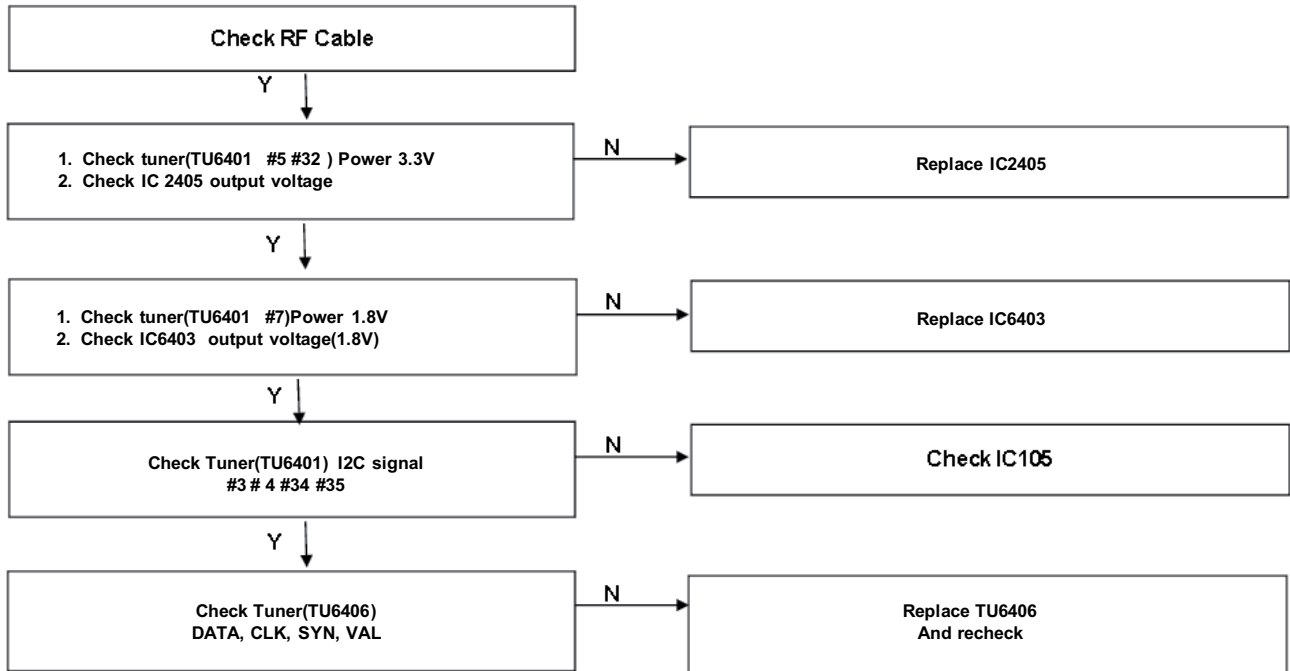 Check RF Cable
Y
1. Check tuner(TU6401 #5 #32 ) Power 3.3V
2. Check IC 2405 output voltage
N
Replace IC2405
Y
1. Check tuner(TU6401 #7)Power 1.8V
2. Check IC6403 output voltage(1.8V)
N
Replace IC6403
Y
Check Tuner(TU6401) I2C signal
#3 # 4 #34 #35
N
Check IC105
Y
Check Tuner(TU6406)
DATA, CLK, SYN, VAL
N
Replace TU6406
And recheck